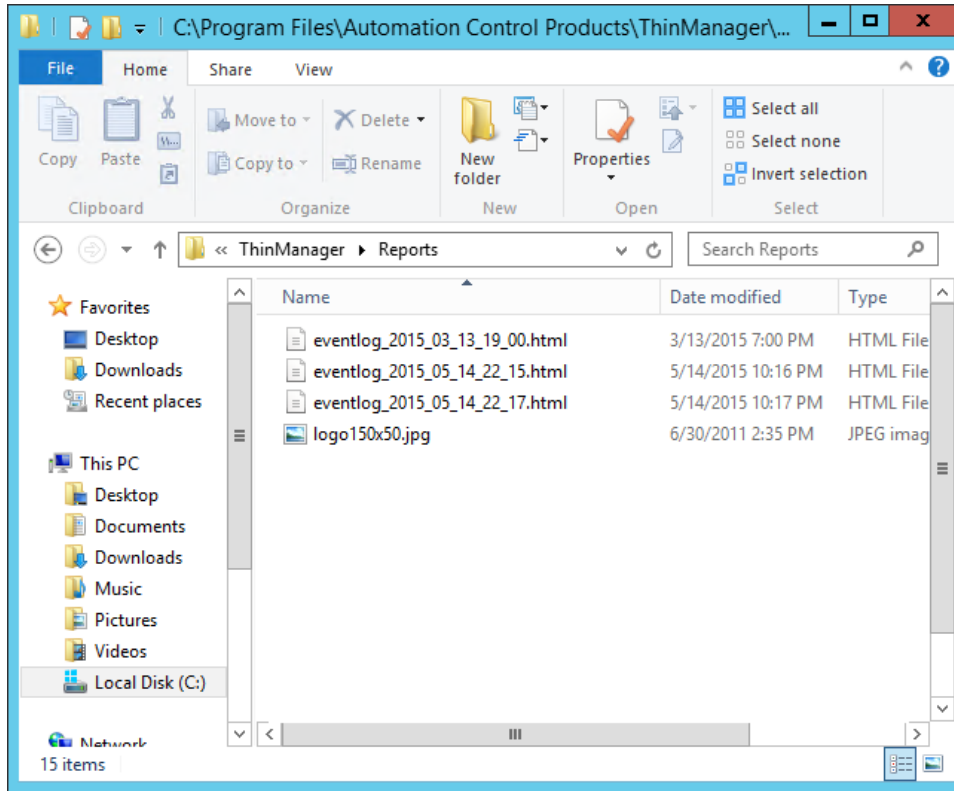 C:\Program Files\Automation Control Products\ThinManager\...
File Home Share View
Copy
Paste
W...
Move to
Copy to
Delete
Rename
New folder
Properties
Select all
Select none
Invert selection
Clipboard Organize New Open Select
« ThinManager Reports
Search Reports
Favorites
Desktop
Downloads
Recent places
This PC
Desktop
Documents
Downloads
Music
Pictures
Videos
Local Disk (C:)
Network
Name Date modified Type
eventlog_2015_03_13_19_00.html 3/13/2015 7:00 PM HTML File
eventlog_2015_05_14_22_15.html 5/14/2015 10:16 PM HTML File
eventlog_2015_05_14_22_17.html 5/14/2015 10:17 PM HTML File
logo150x50.jpg 6/30/2011 2:35 PM JPEG imag
15 items